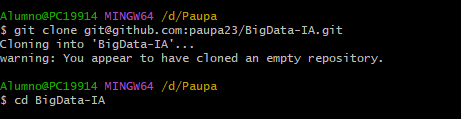 Alumno@PC19914 MINGW64 /d/Paupa
$ git clone git@github.com:paupa23/BigData-IA.git
Cloning into 'BigData-IA'...
warning: You appear to have cloned an empty repository.
Alumno@PC19914 MINGW64 /d/Paupa
$ cd BigData-IA